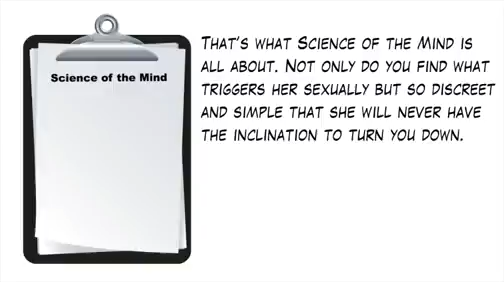 Science of the Mind
That's what Science of the Mind is
all about. Not only do you find what
triggers her sexually but so discreet
and simple that she will never have
the inclination to turn you down.